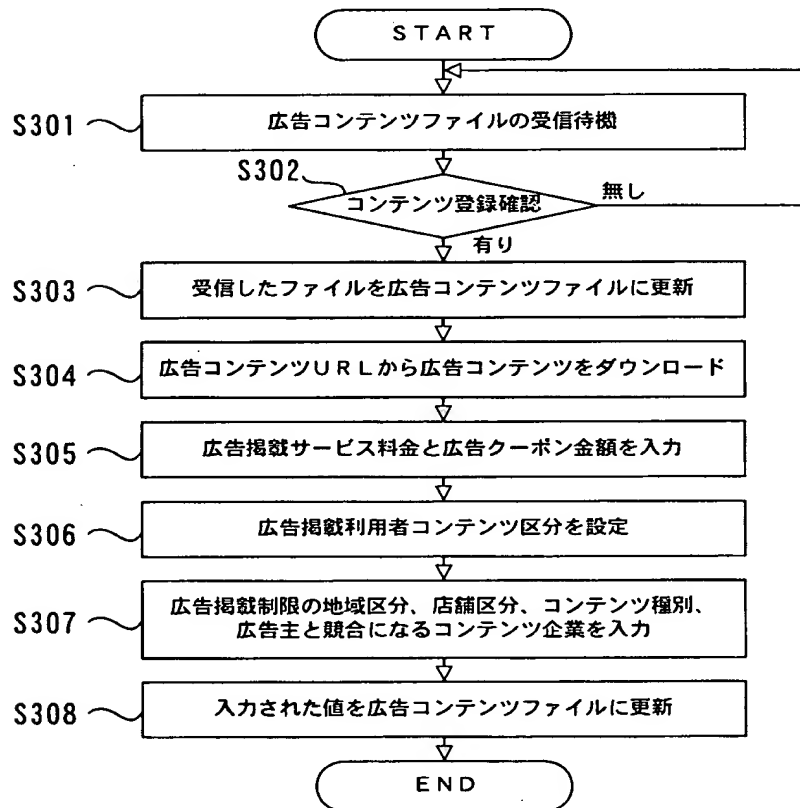 START
S301
広告コンテンツファイルの受信待機
S302
コンテンツ登録確認
無し
有り
S303
受信したファイルを広告コンテンツファイルに更新
S304
広告コンテンツURLから広告コンテンツをダウンロード
S305
広告掲載サービス料金と広告クーポン金額を入力
S306
広告掲載利用者コンテンツ区分を設定
S307
広告掲載制限の地域区分、店舗区分、コンテンツ種別、
広告主と競合になるコンテンツ企業を入力
S308
入力された値を広告コンテンツファイルに更新
END